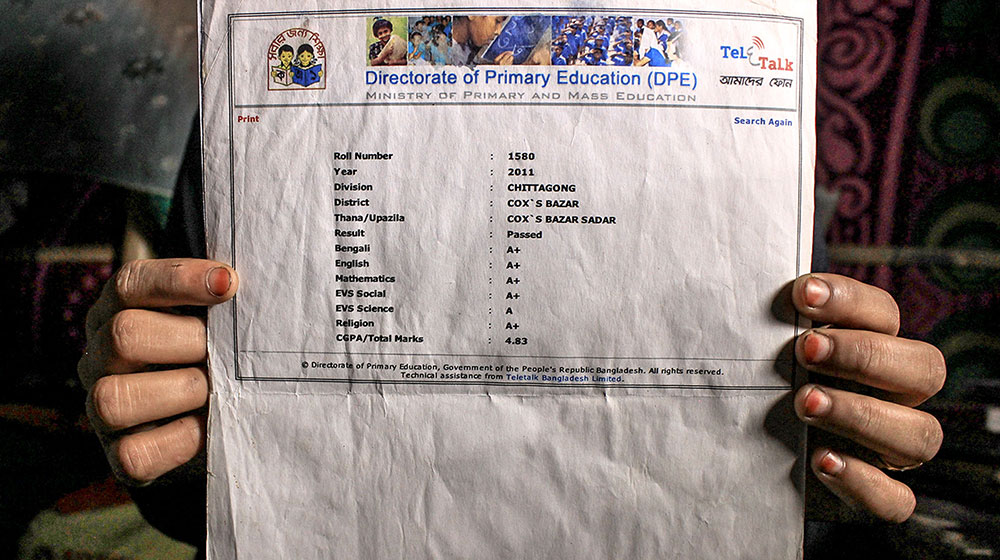 সবার জন্য শিক্ষা
ক
Directorate of Primary Education (DPE)
MINISTRY OF PRIMARY AND MASS EDUCATION
TeleTalk
আমাদের ফোন
Print
Search Again
Roll Number : 1580
Year : 2011
Division : CHITTAGONG
District : COX`S BAZAR
Thana/Upazila : COX`S BAZAR SADAR
Result : Passed
Bengali : A+
English : A+
Mathematics : A+
EVS Social : A+
EVS Science : A
Religion : A+
CGPA/Total Marks : 4.83
© Directorate of Primary Education, Government of the People's Republic Bangladesh. All rights reserved.
Technical assistance from Teletalk Bangladesh Limited.